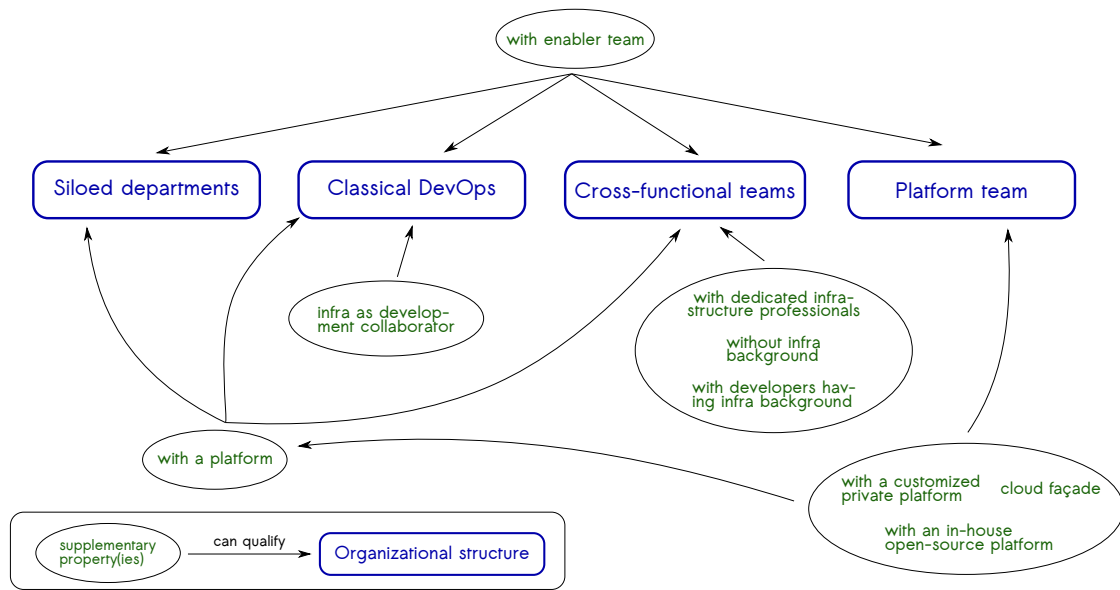 with enabler team
Siloed departments
Classical DevOps
Cross-functional teams
Platform team
infra as develop-
ment collaborator
with dedicated infra-
structure professionals
without infra
background
with developers hav-
ing infra background
with a platform
with a customized
private platform
cloud façade
with an in-house
open-source platform
supplementary
property(ies)
can qualify
Organizational structure